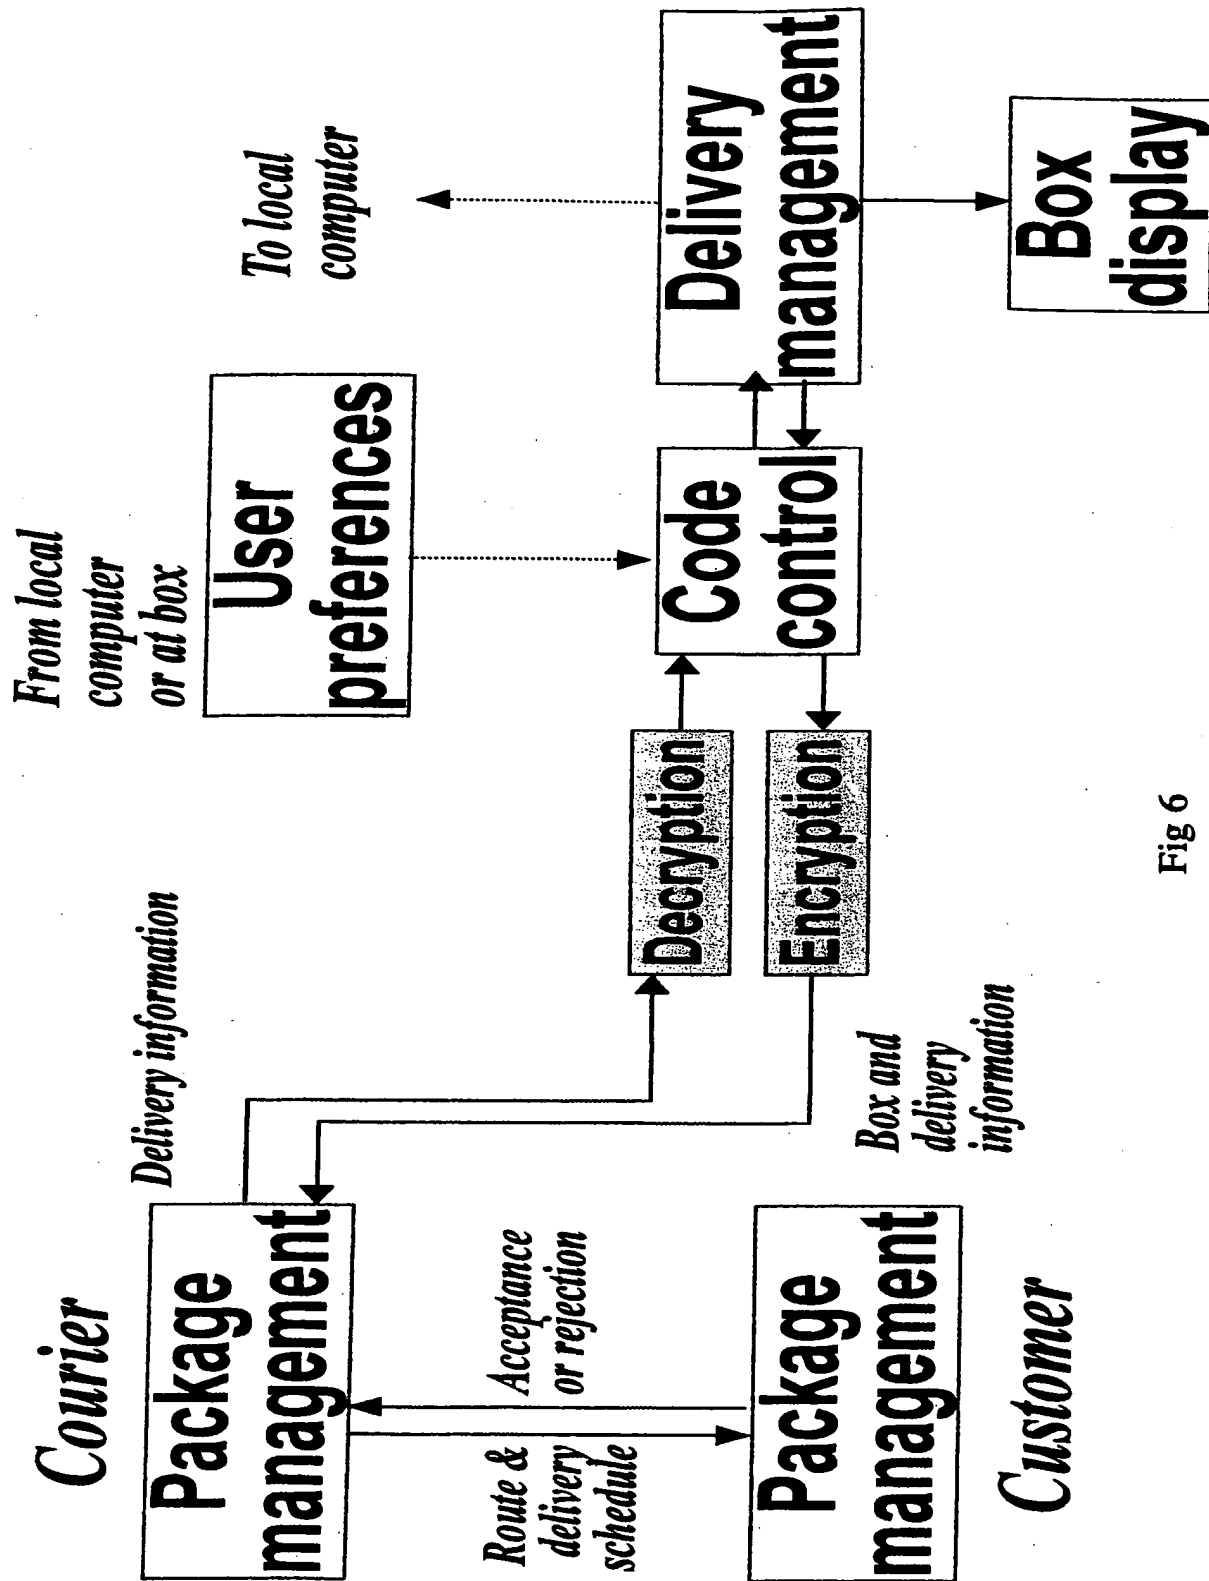 Courier
Package
management
Delivery information
Route &
delivery
schedule
Acceptance
or rejection
Package
management
Customer
Box and
delivery
information
Decryption
Encryption
From local
computer
or at box
User
preferences
Code
control
To local
computer
Delivery
management
Box
display
Fig 6